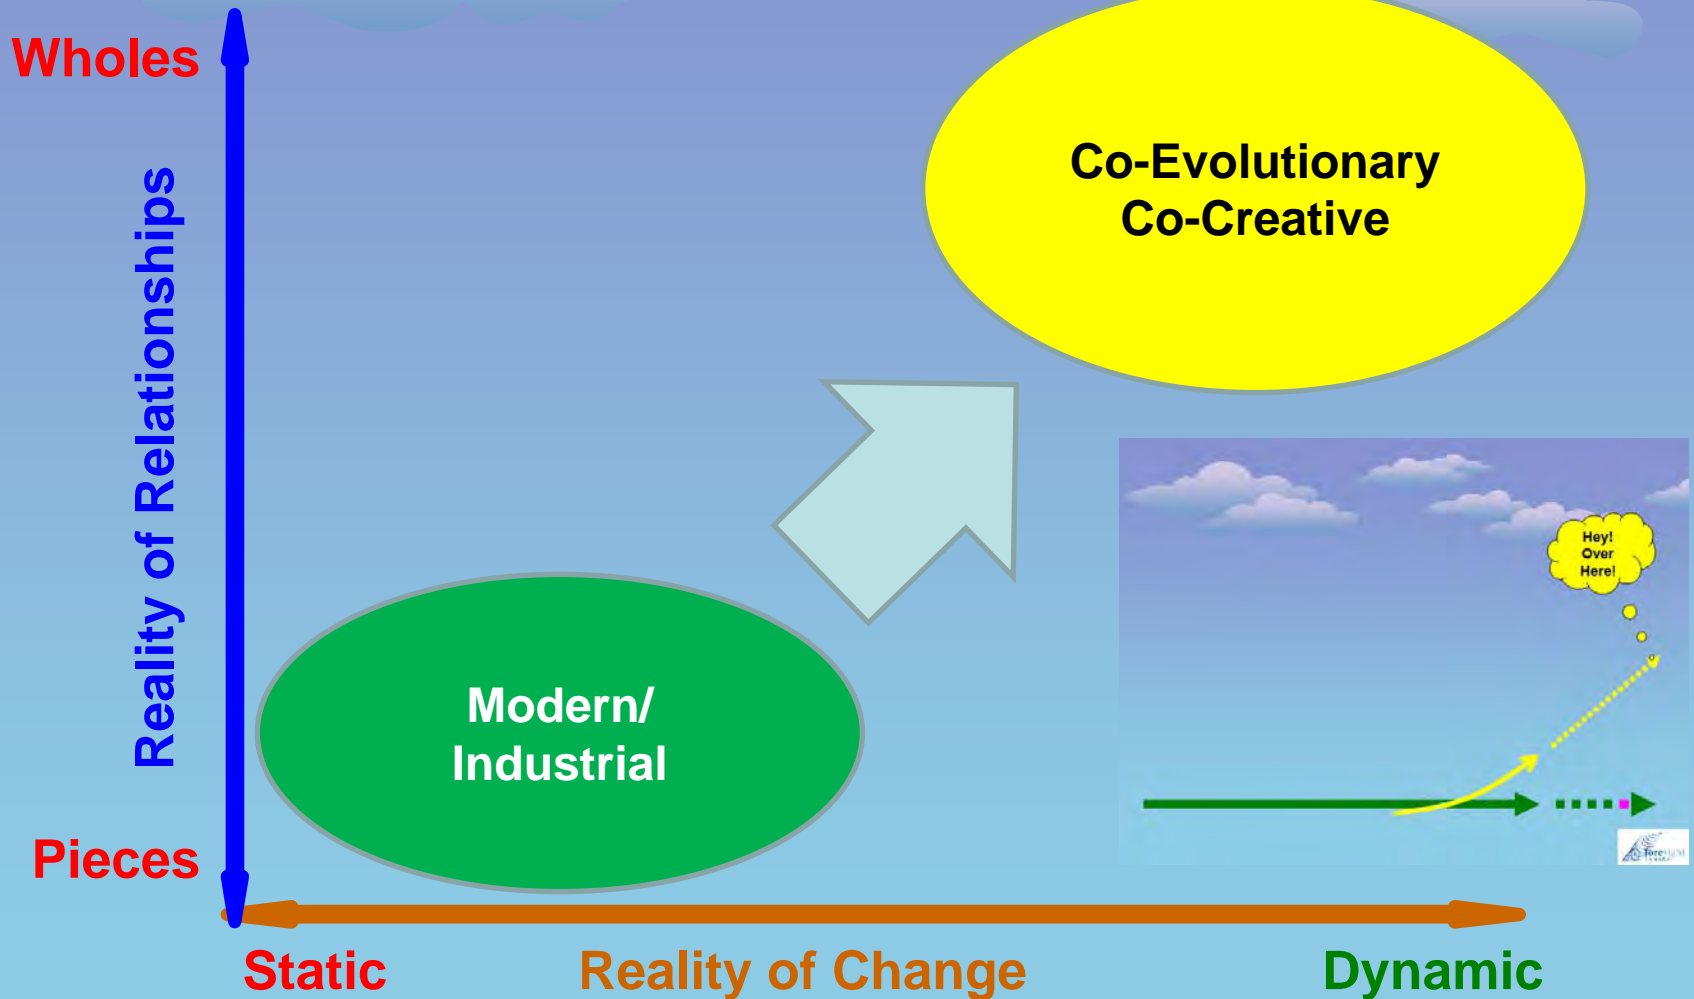 Wholes
Reality of Relationships
Pieces
Co-Evolutionary
Co-Creative
Modern/
Industrial
Hey!
Over
Here!
Static
Reality of Change
Dynamic